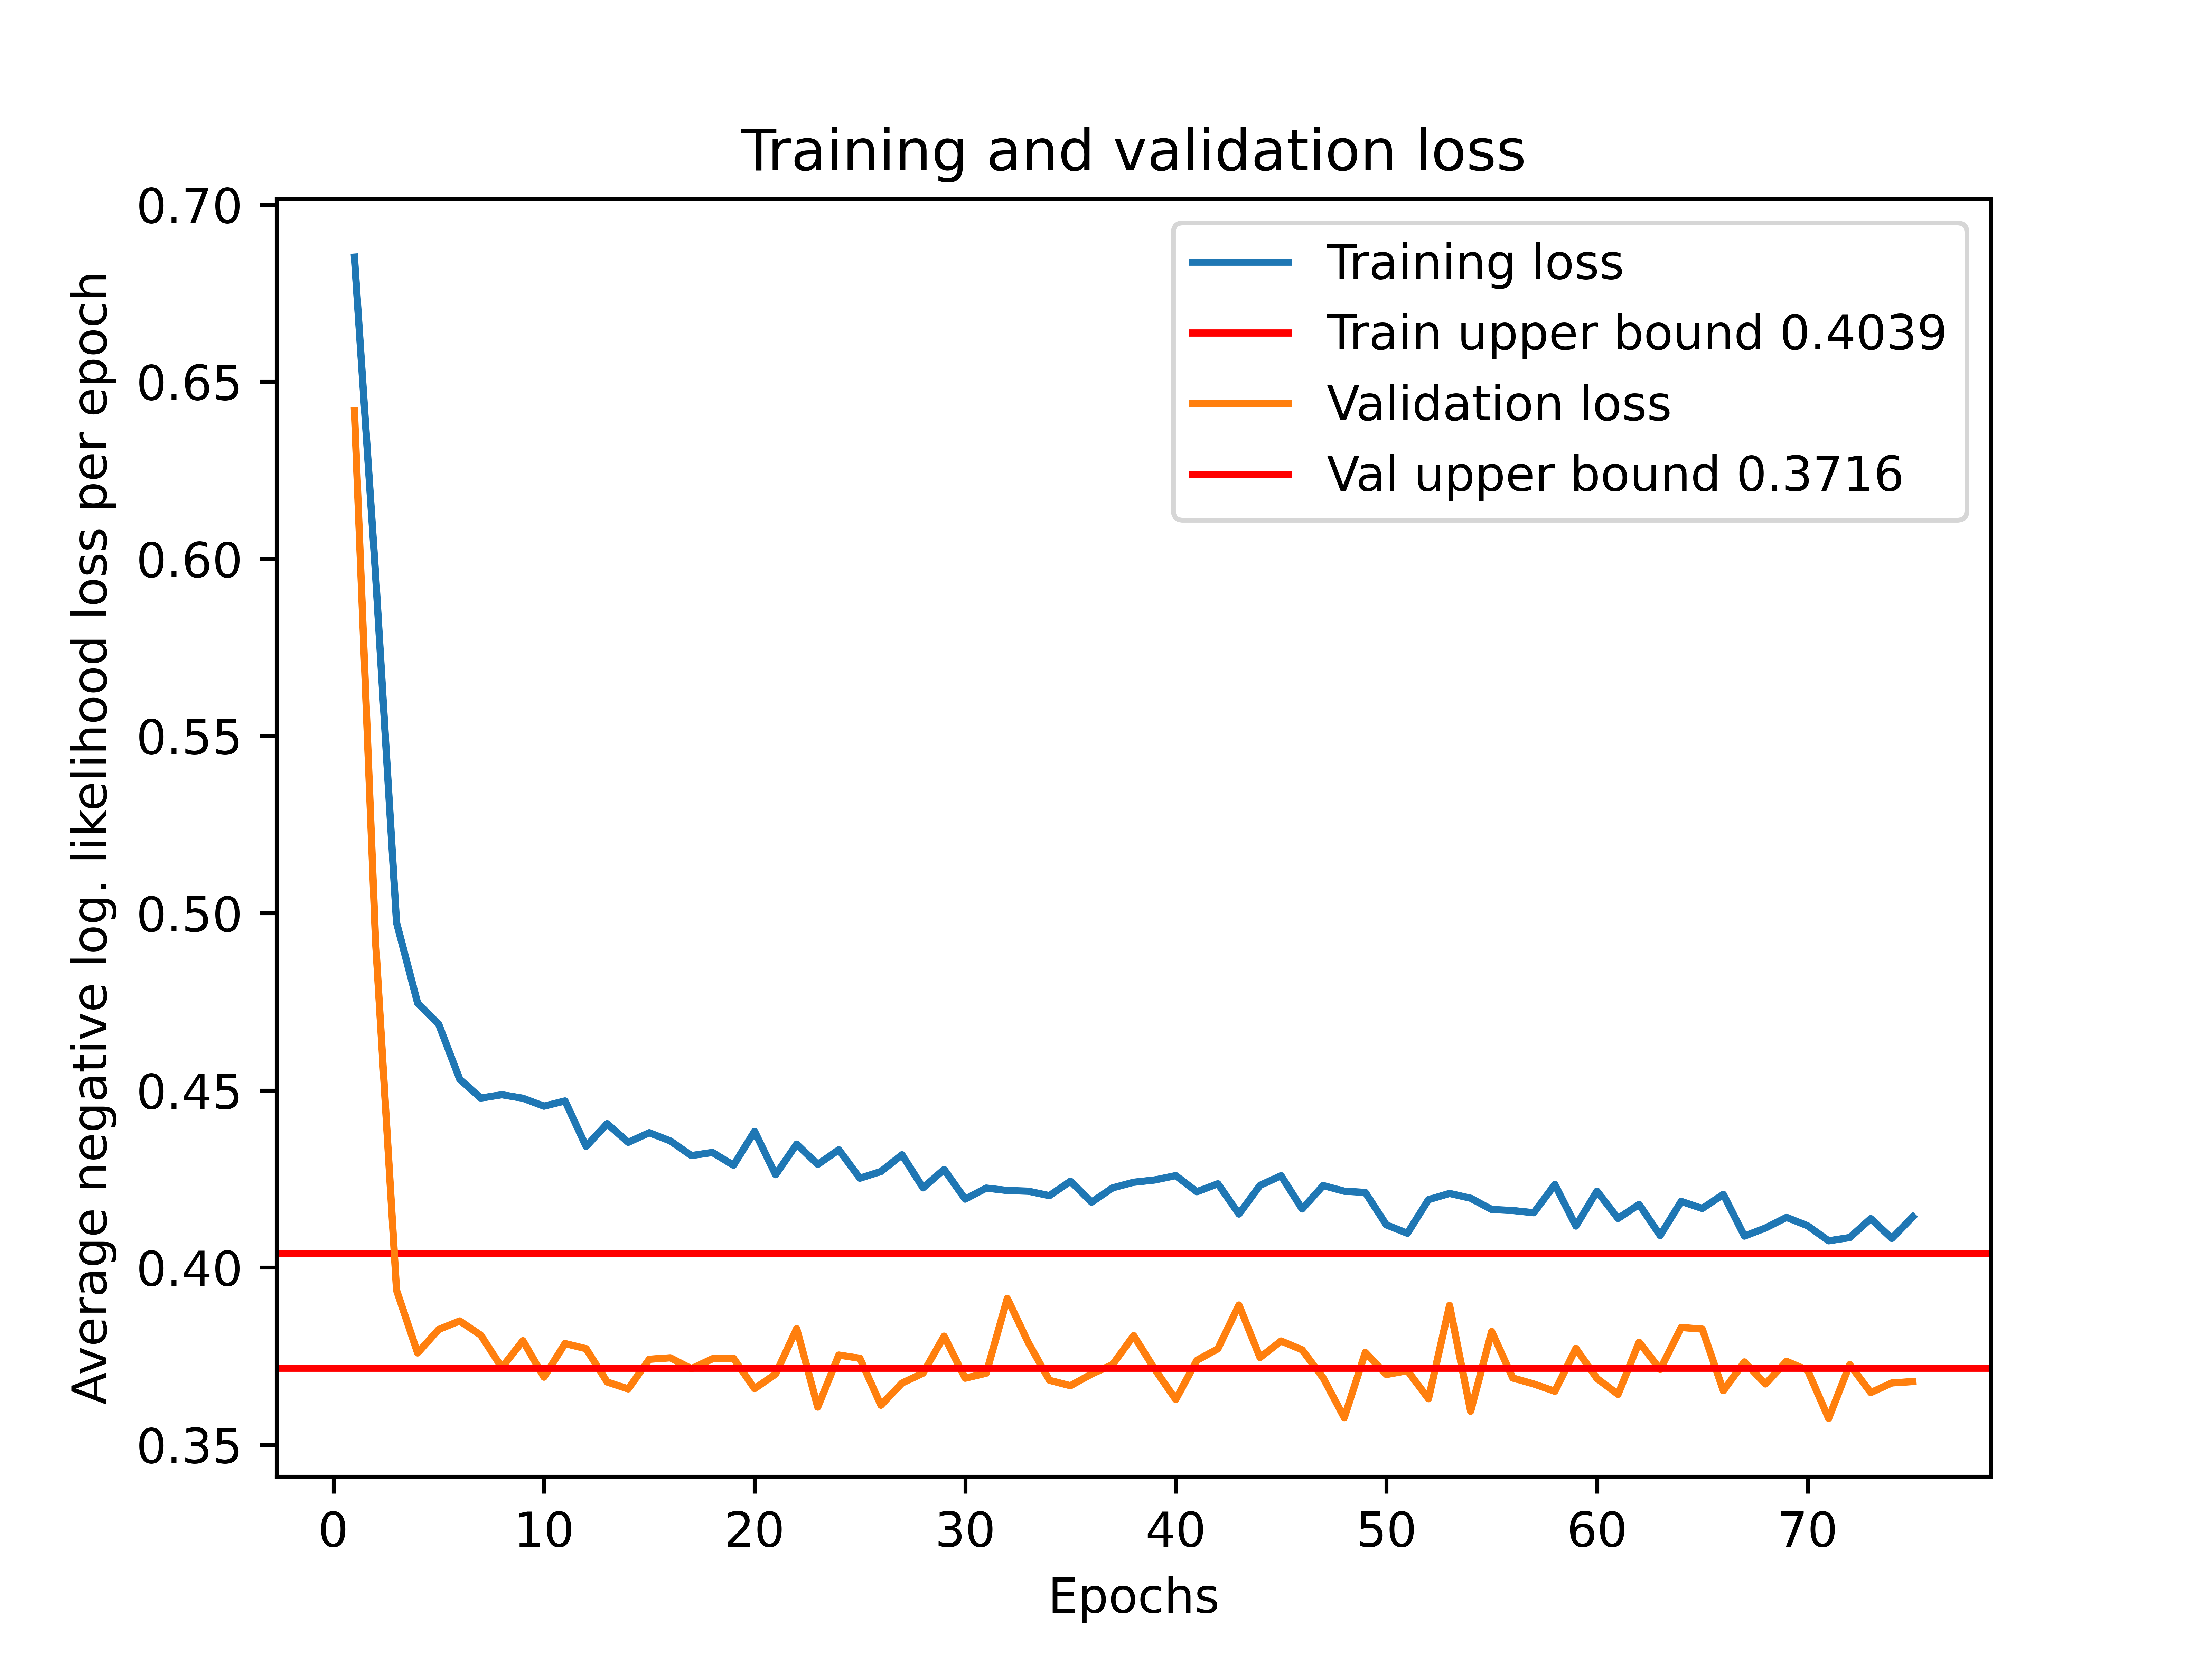 Training and validation loss
Average negative log. likelihood loss per epoch
0.70
0.65
0.60
0.55
0.50
0.45
0.40
0.35
Training loss
Train upper bound 0.4039
Validation loss
Val upper bound 0.3716
0 10 20 30 40 50 60 70
Epochs